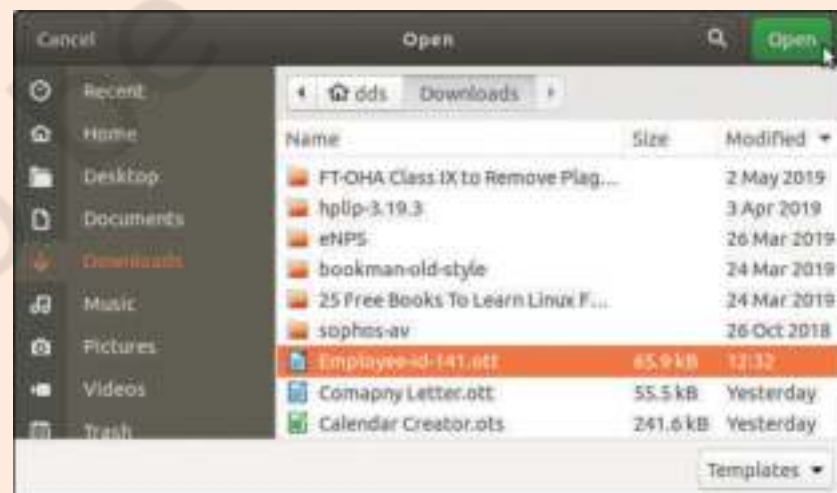 Cancel Open Open
Recent
Home
Desktop
Documents
Downloads
Music
Pictures
Videos
Trash
dds Downloads
Name Size Modified
FT-OHA Class IX to Remove Plag... 2 May 2019
hplip-3.19.3 3 Apr 2019
eNPS 26 Mar 2019
bookman-old-style 24 Mar 2019
25 Free Books To Learn Linux F... 24 Mar 2019
sophos-av 26 Oct 2018
Employee-id-141.ott 65.9 kB 12:32
Comapny Letter.ott 55.5 kB Yesterday
Calendar Creator.ots 241.6 kB Yesterday
Templates